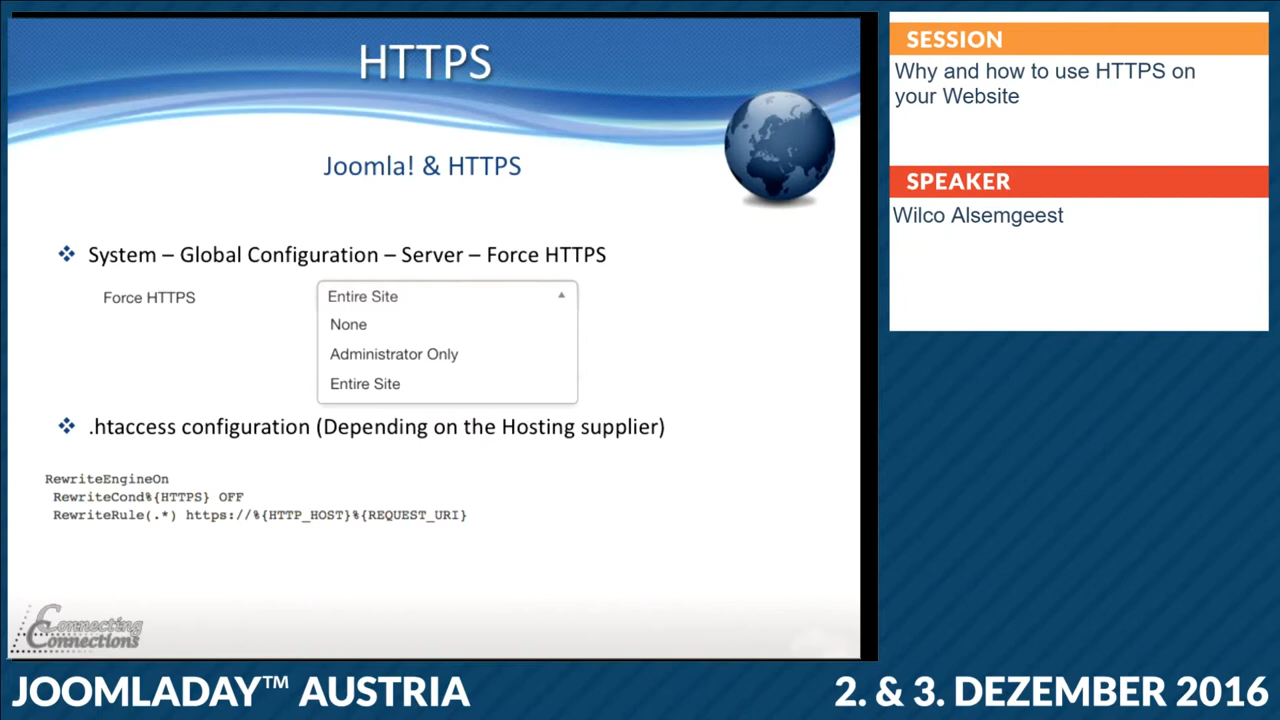 HTTPS
Joomla! & HTTPS
System – Global Configuration – Server – Force HTTPS
Force HTTPS
Entire Site
None
Administrator Only
Entire Site
.htaccess configuration (Depending on the Hosting supplier)
RewriteEngineOn
RewriteCond%{HTTPS} OFF
RewriteRule(.*) https://%{HTTP_HOST}%{REQUEST_URI}
Connecting
Connections
SESSION
Why and how to use HTTPS on
your Website
SPEAKER
Wilco Alsemgeest
JOOMLADAY™ AUSTRIA
2. & 3. DEZEMBER 2016